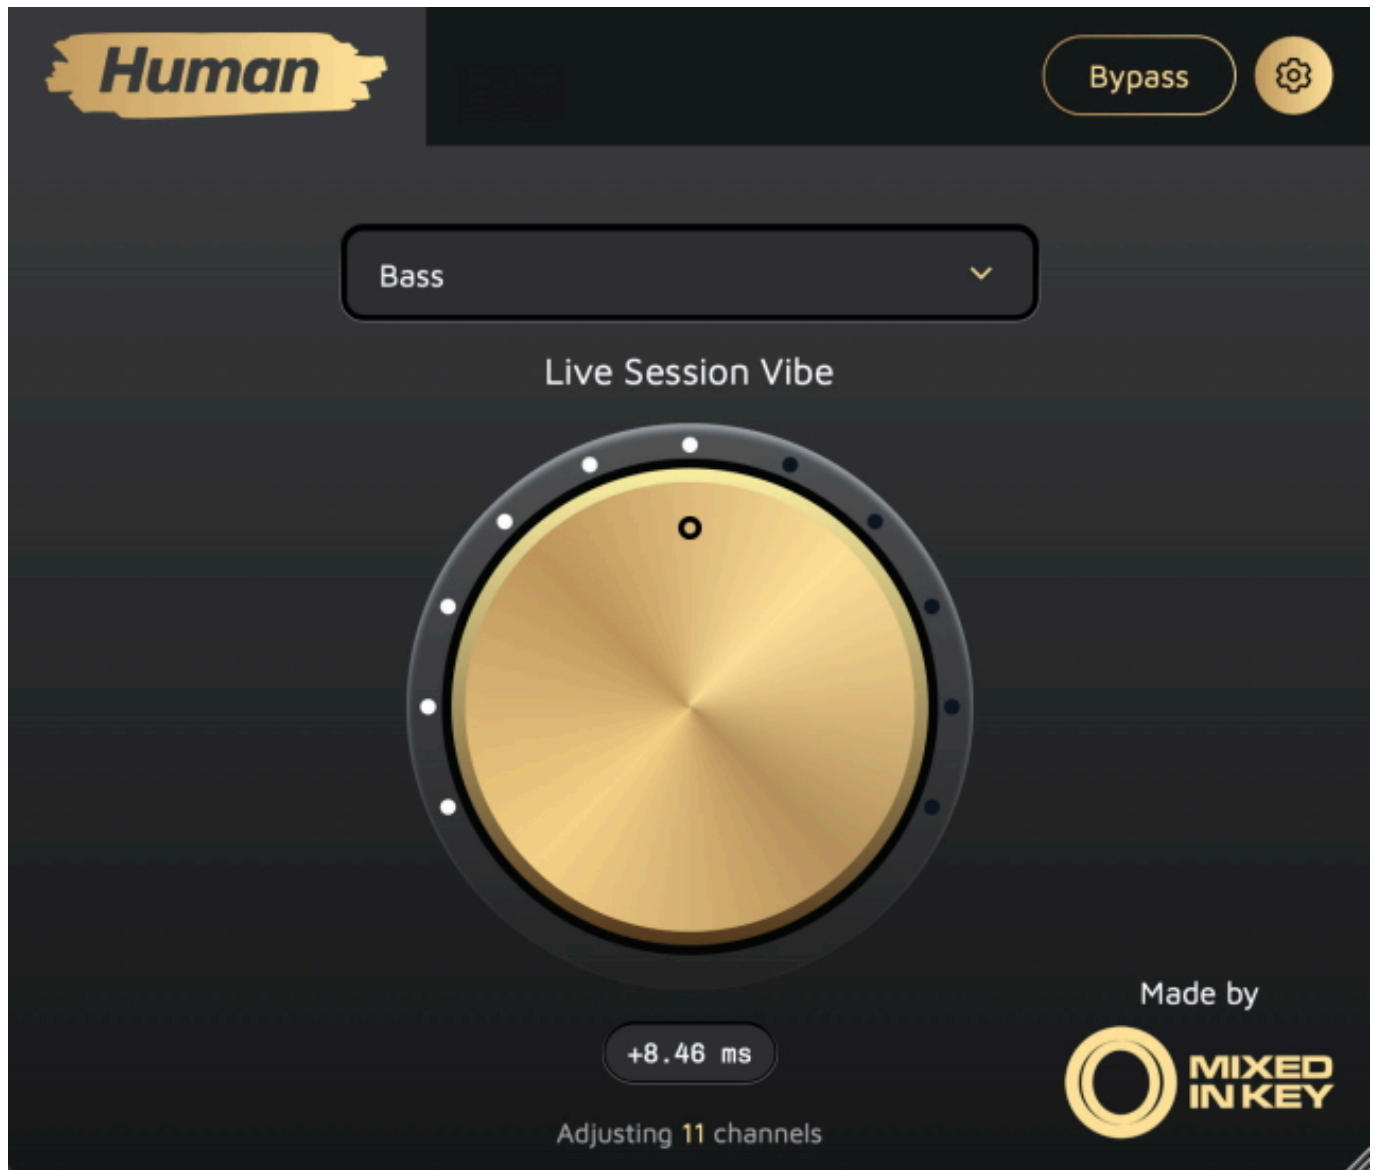 Human
Bypass
Bass
Live Session Vibe
+8.46 ms
Adjusting 11 channels
Made by
MIXED
IN KEY